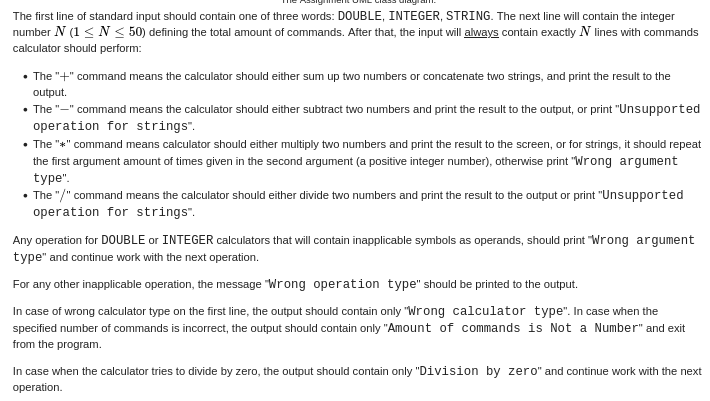 The Assignment UML class diagram.
The first line of standard input should contain one of three words: DOUBLE, INTEGER, STRING. The next line will contain the integer
number N (1 ≤ N ≤ 50) defining the total amount of commands. After that, the input will always contain exactly N lines with commands
calculator should perform:
• The "+" command means the calculator should either sum up two numbers or concatenate two strings, and print the result to the
output.
• The "−" command means the calculator should either subtract two numbers and print the result to the output, or print "Unsupported
operation for strings".
• The "∗" command means calculator should either multiply two numbers and print the result to the screen, or for strings, it should repeat
the first argument amount of times given in the second argument (a positive integer number), otherwise print "Wrong argument
type".
• The "/" command means the calculator should either divide two numbers and print the result to the output or print "Unsupported
operation for strings".
Any operation for DOUBLE or INTEGER calculators that will contain inapplicable symbols as operands, should print "Wrong argument
type" and continue work with the next operation.
For any other inapplicable operation, the message "Wrong operation type" should be printed to the output.
In case of wrong calculator type on the first line, the output should contain only "Wrong calculator type". In case when the
specified number of commands is incorrect, the output should contain only "Amount of commands is Not a Number" and exit
from the program.
In case when the calculator tries to divide by zero, the output should contain only "Division by zero" and continue work with the next
operation.